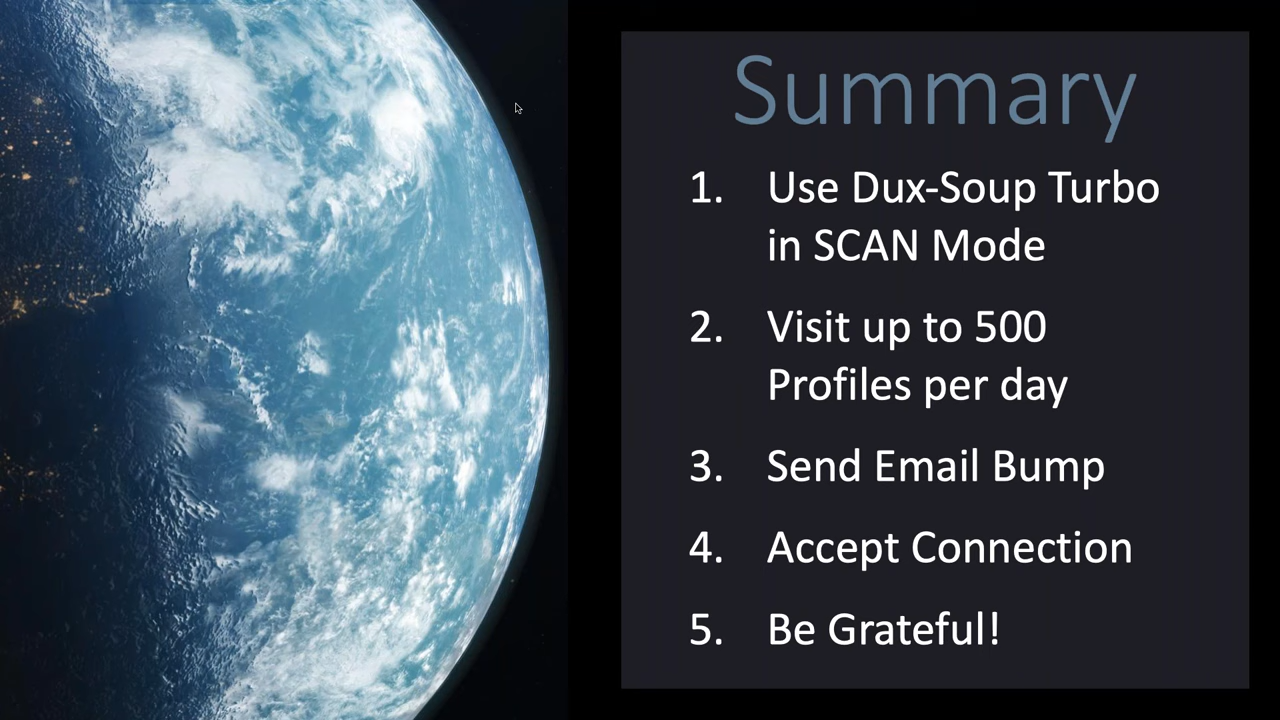 Summary
1. Use Dux-Soup Turbo
in SCAN Mode
2. Visit up to 500
Profiles per day
3. Send Email Bump
4. Accept Connection
5. Be Grateful!